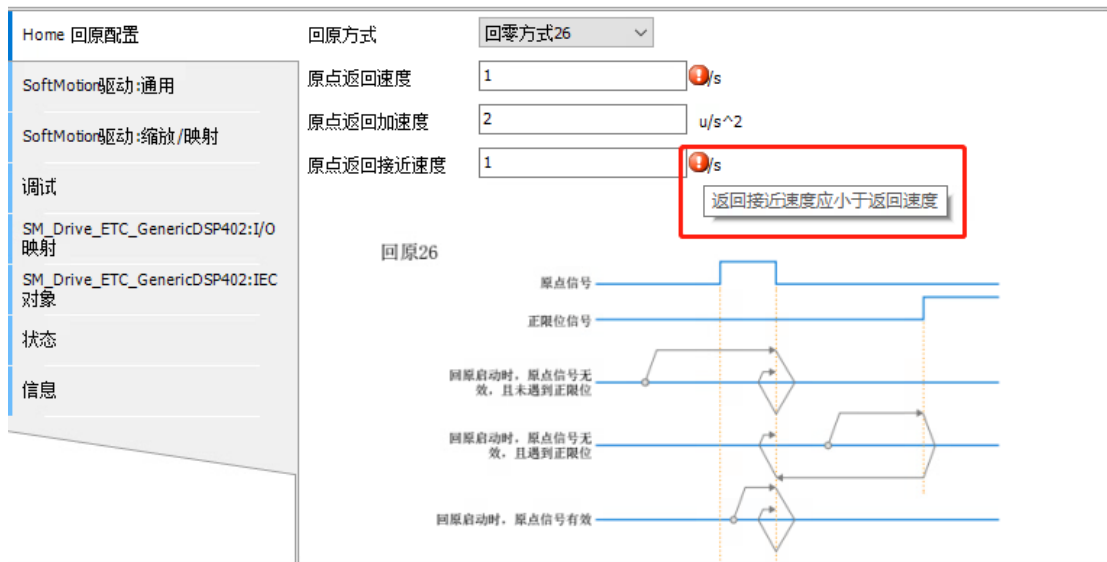 Home 回原配置
SoftMotion驱动:通用
SoftMotion驱动:缩放/映射
调试
SM_Drive_ETC_GenericDSP402:I/O
映射
SM_Drive_ETC_GenericDSP402:IEC
对象
状态
信息
回原方式 回零方式26
原点返回速度 1 /s
原点返回加速度 2 u/s^2
原点返回接近速度 1 /s
返回接近速度应小于返回速度
回原26
原点信号
正限位信号
回原启动时，原点信号无
效，且未遇到正限位
回原启动时，原点信号无
效，且遇到正限位
回原启动时，原点信号有效